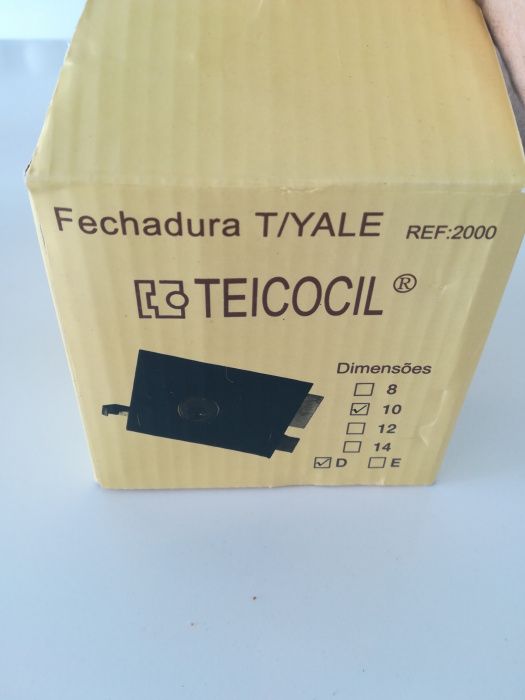 Fechadura T/YALE REF:2000
TEICOCIL®
Dimensões
☐ 8
☑ 10
☐ 12
☐ 14
☑ D ☐ E